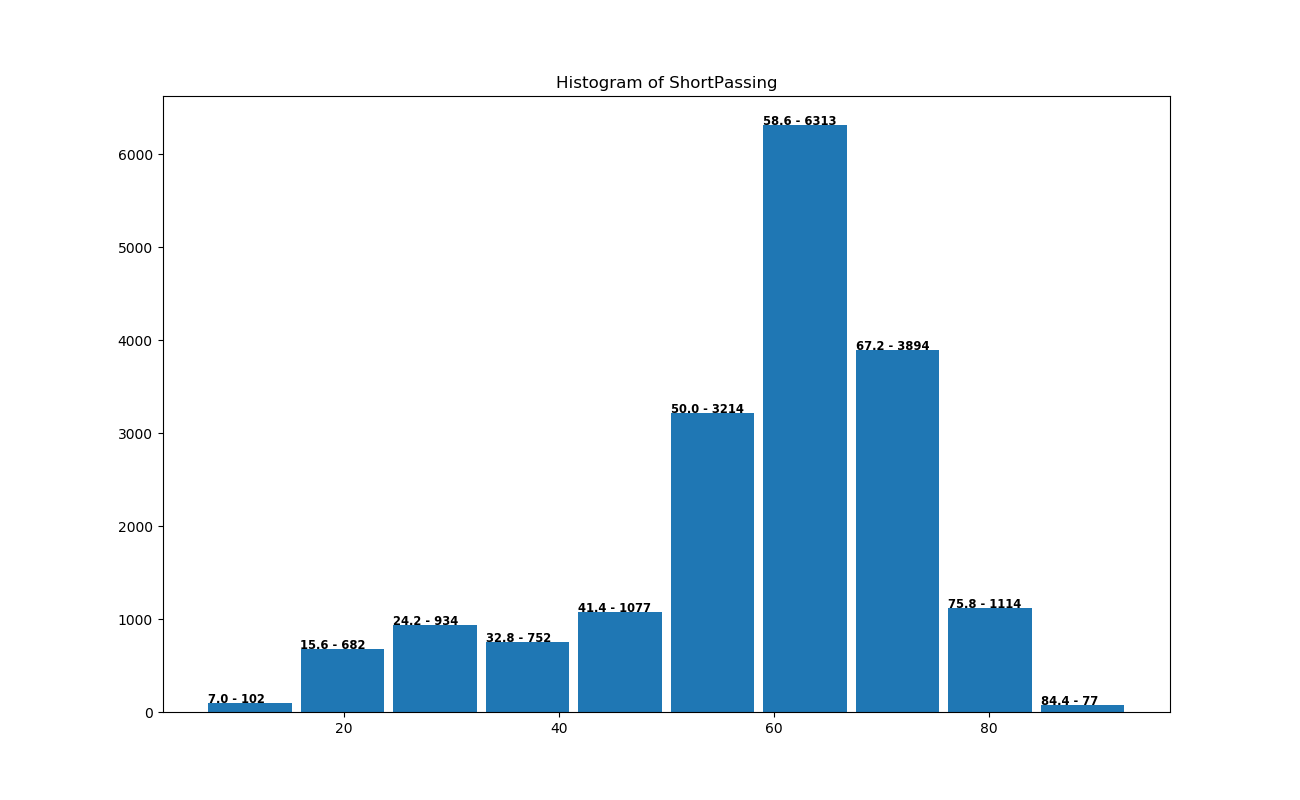 Histogram of ShortPassing
58.6 - 6313
6000
5000
4000
67.2 - 3894
50.0 - 3214
3000
2000
1000
41.4 - 1077
75.8 - 1114
24.2 - 934
32.8 - 752
15.6 - 682
7.0 - 102
84.4 - 77
0
20 40 60 80